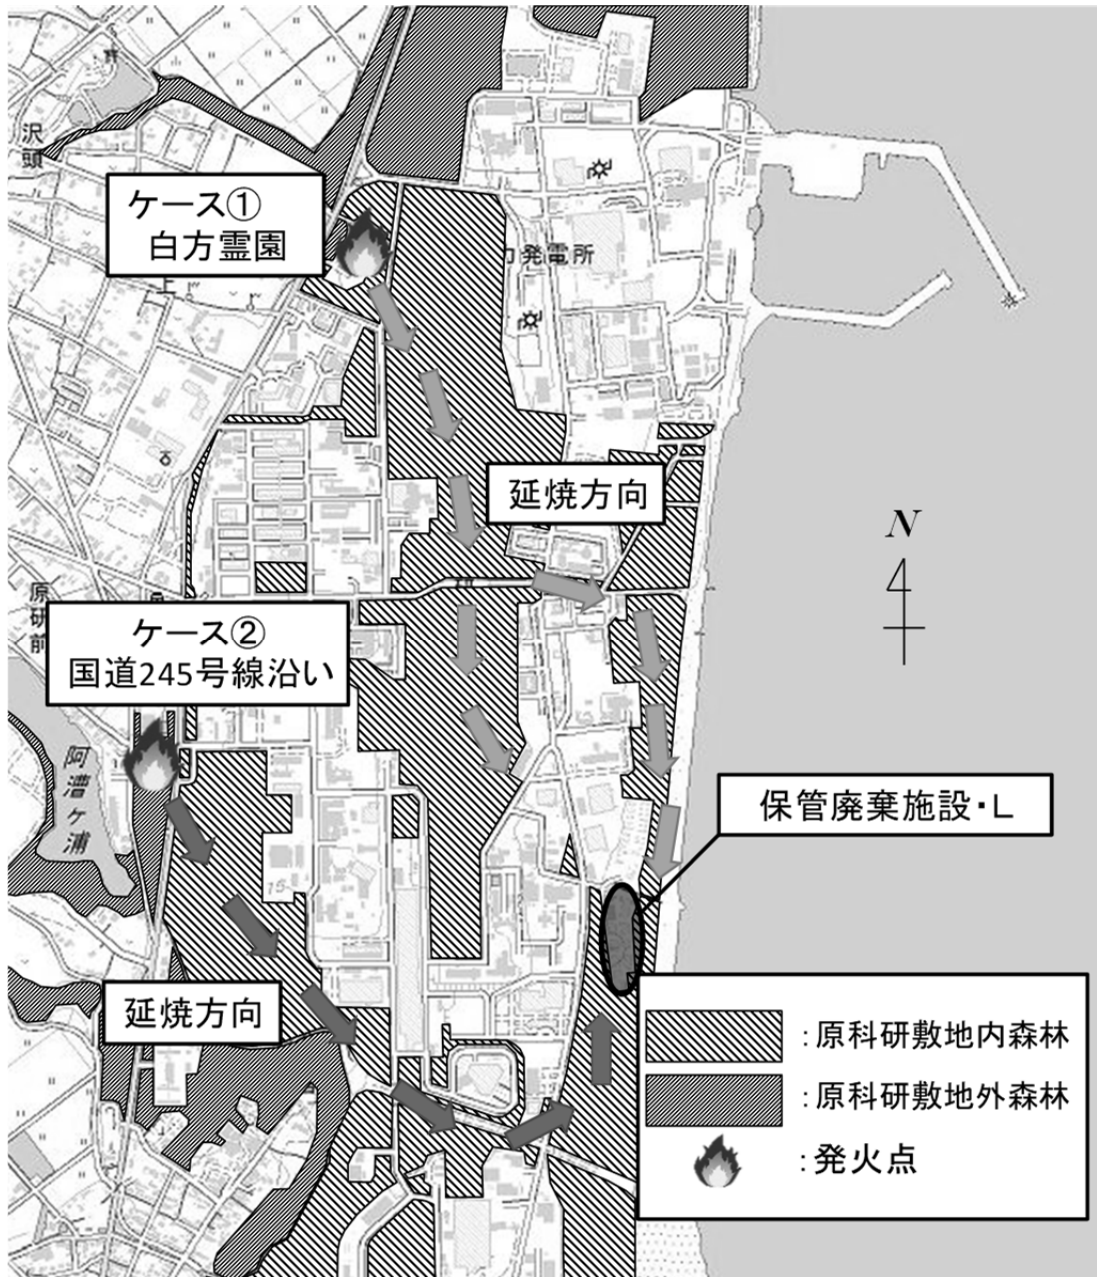 沢頭
ケース①
白方霊園
発電所
延焼方向
N
原研前
ケース②
国道245号線沿い
阿漕ヶ浦
保管廃棄施設・L
15
延焼方向
:原科研敷地内森林
:原科研敷地外森林
:発火点